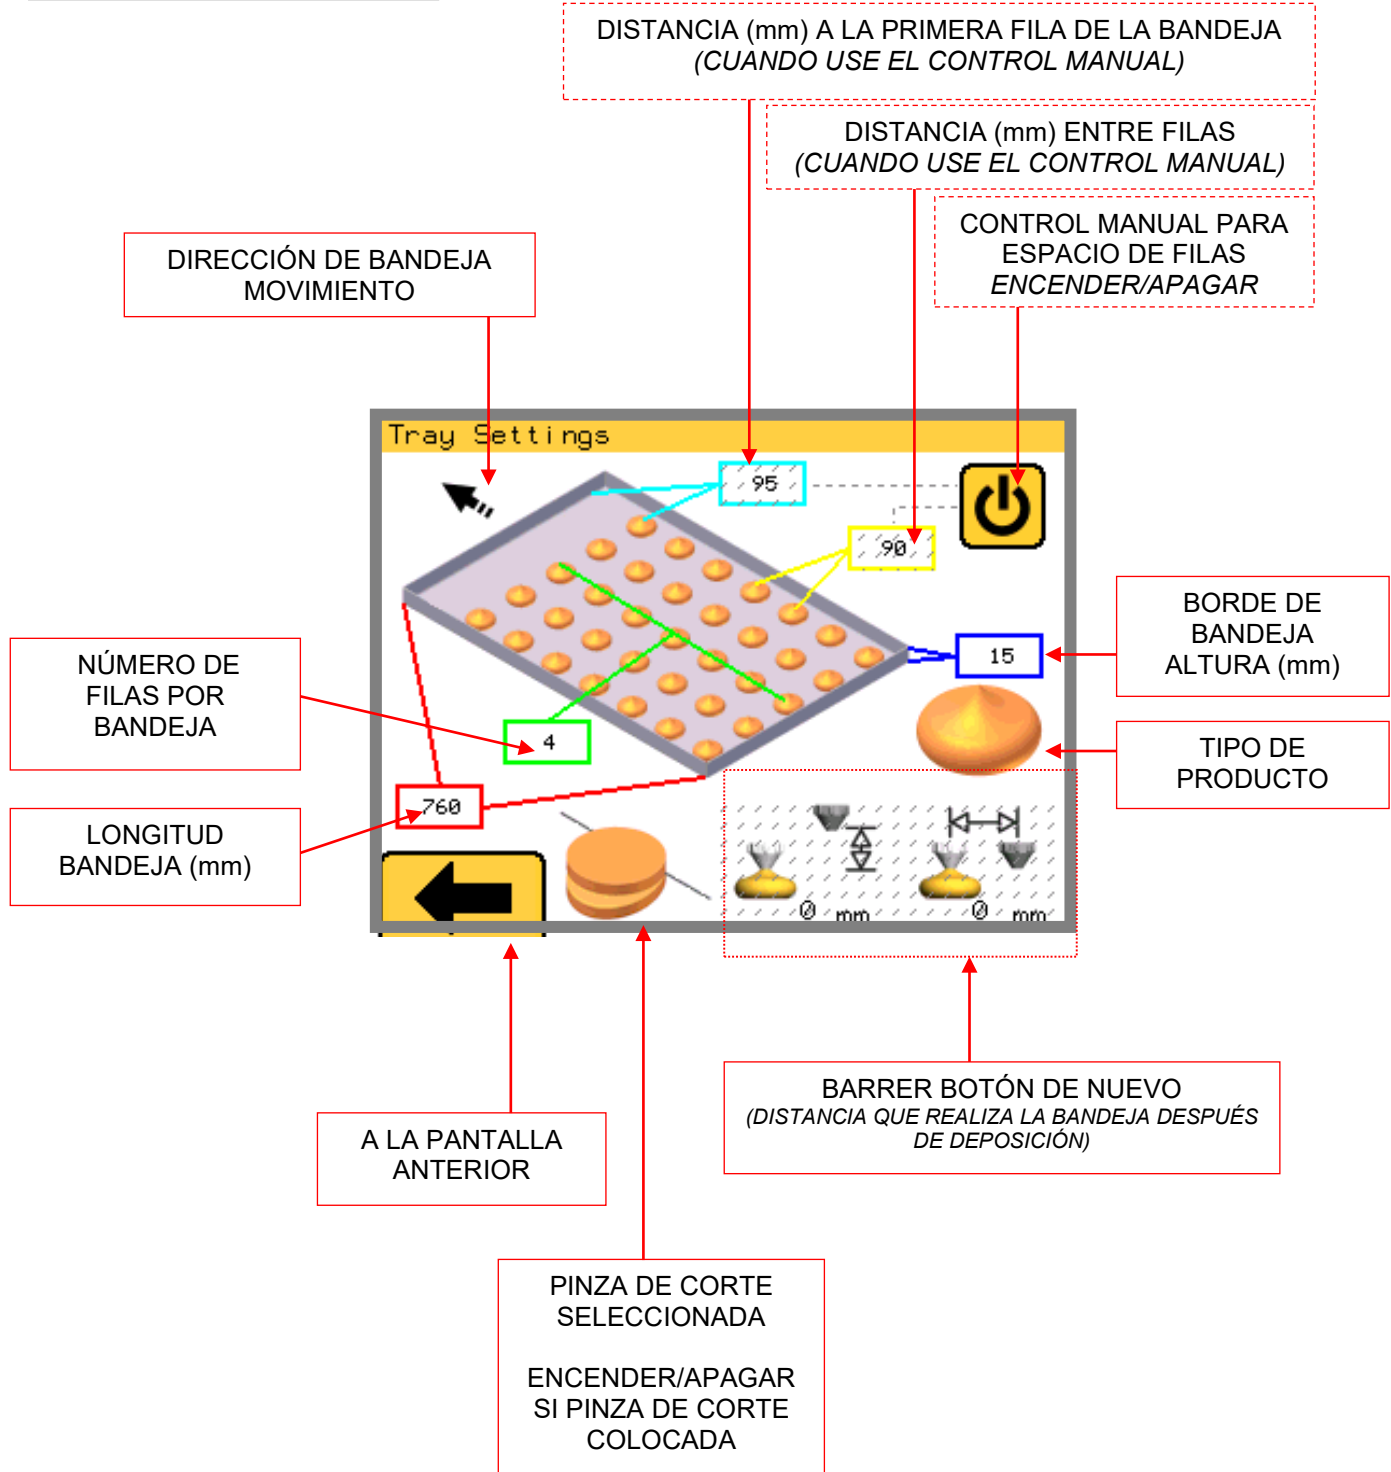 DISTANCIA (mm) A LA PRIMERA FILA DE LA BANDEJA
(CUANDO USE EL CONTROL MANUAL)
DISTANCIA (mm) ENTRE FILAS
(CUANDO USE EL CONTROL MANUAL)
CONTROL MANUAL PARA
ESPACIO DE FILAS
ENCENDER/APAGAR
DIRECCIÓN DE BANDEJA
MOVIMIENTO
Tray Settings
95
90
BORDE DE
BANDEJA
ALTURA (mm)
15
NÚMERO DE
FILAS POR
BANDEJA
4
TIPO DE
PRODUCTO
760
LONGITUD
BANDEJA (mm)
0 mm
0 mm
BARRER BOTÓN DE NUEVO
(DISTANCIA QUE REALIZA LA BANDEJA DESPUÉS
DE DEPOSICIÓN)
A LA PANTALLA
ANTERIOR
PINZA DE CORTE
SELECCIONADA
ENCENDER/APAGAR
SI PINZA DE CORTE
COLOCADA